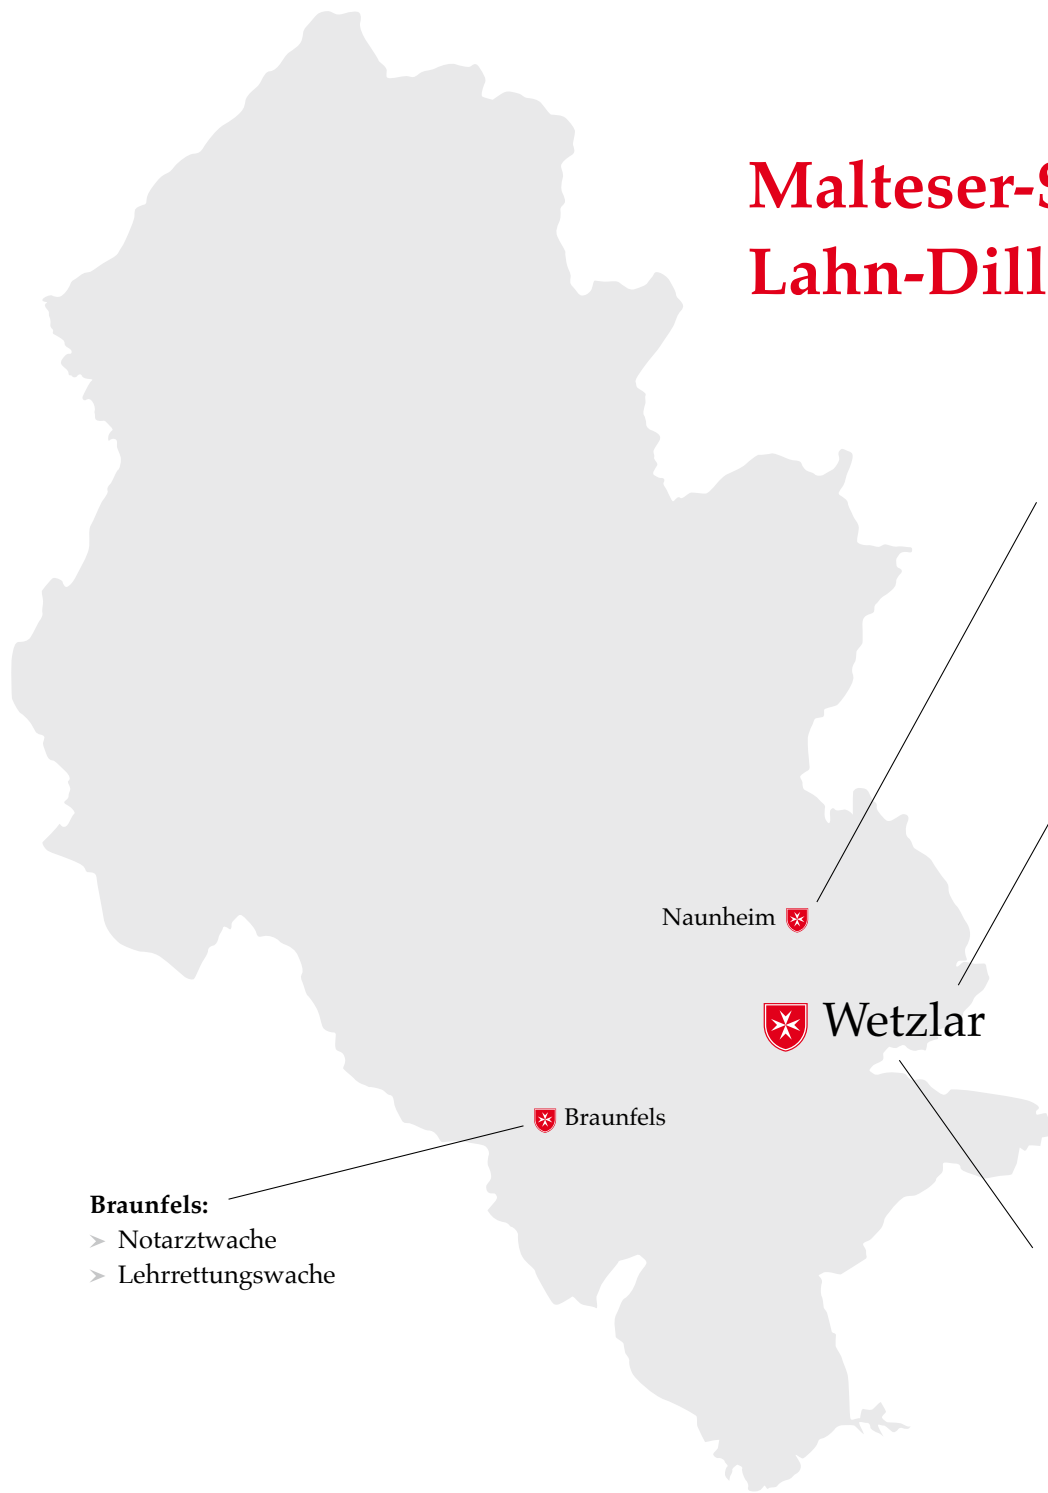 Malteser-S
Lahn-Dill
Naunheim
Wetzlar
Braunfels
Braunfels:
➤ Notarztwache
➤ Lehrrettungswache